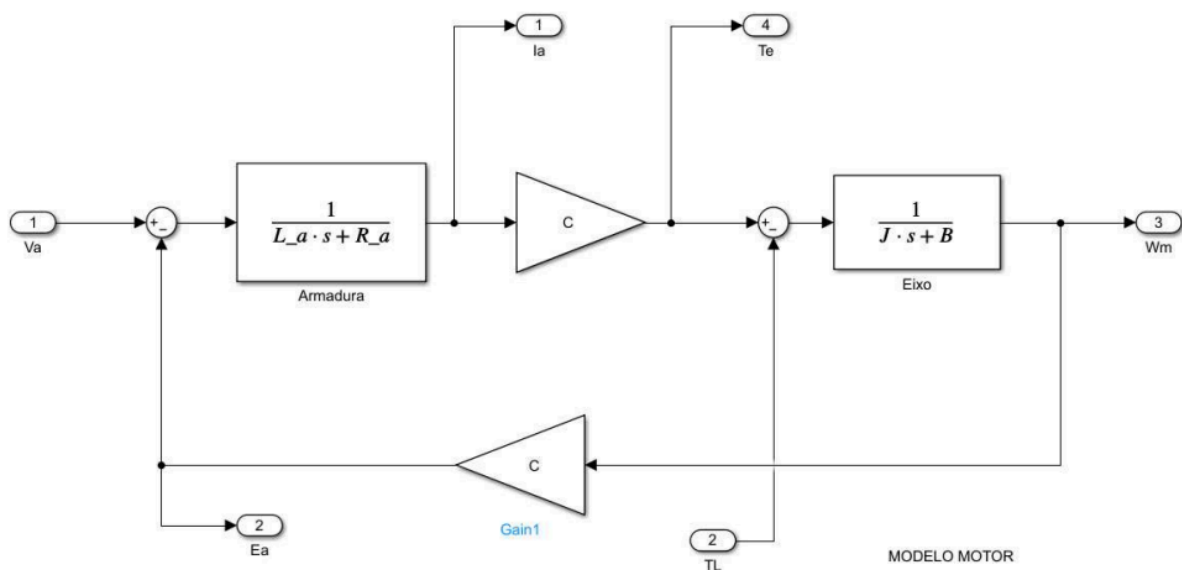 1
Ia
4
Te
1
Va
+
−
1
L_a · s + R_a
Armadura
C
+
−
1
J · s + B
Eixo
3
Wm
C
Gain1
2
Ea
2
TL
MODELO MOTOR